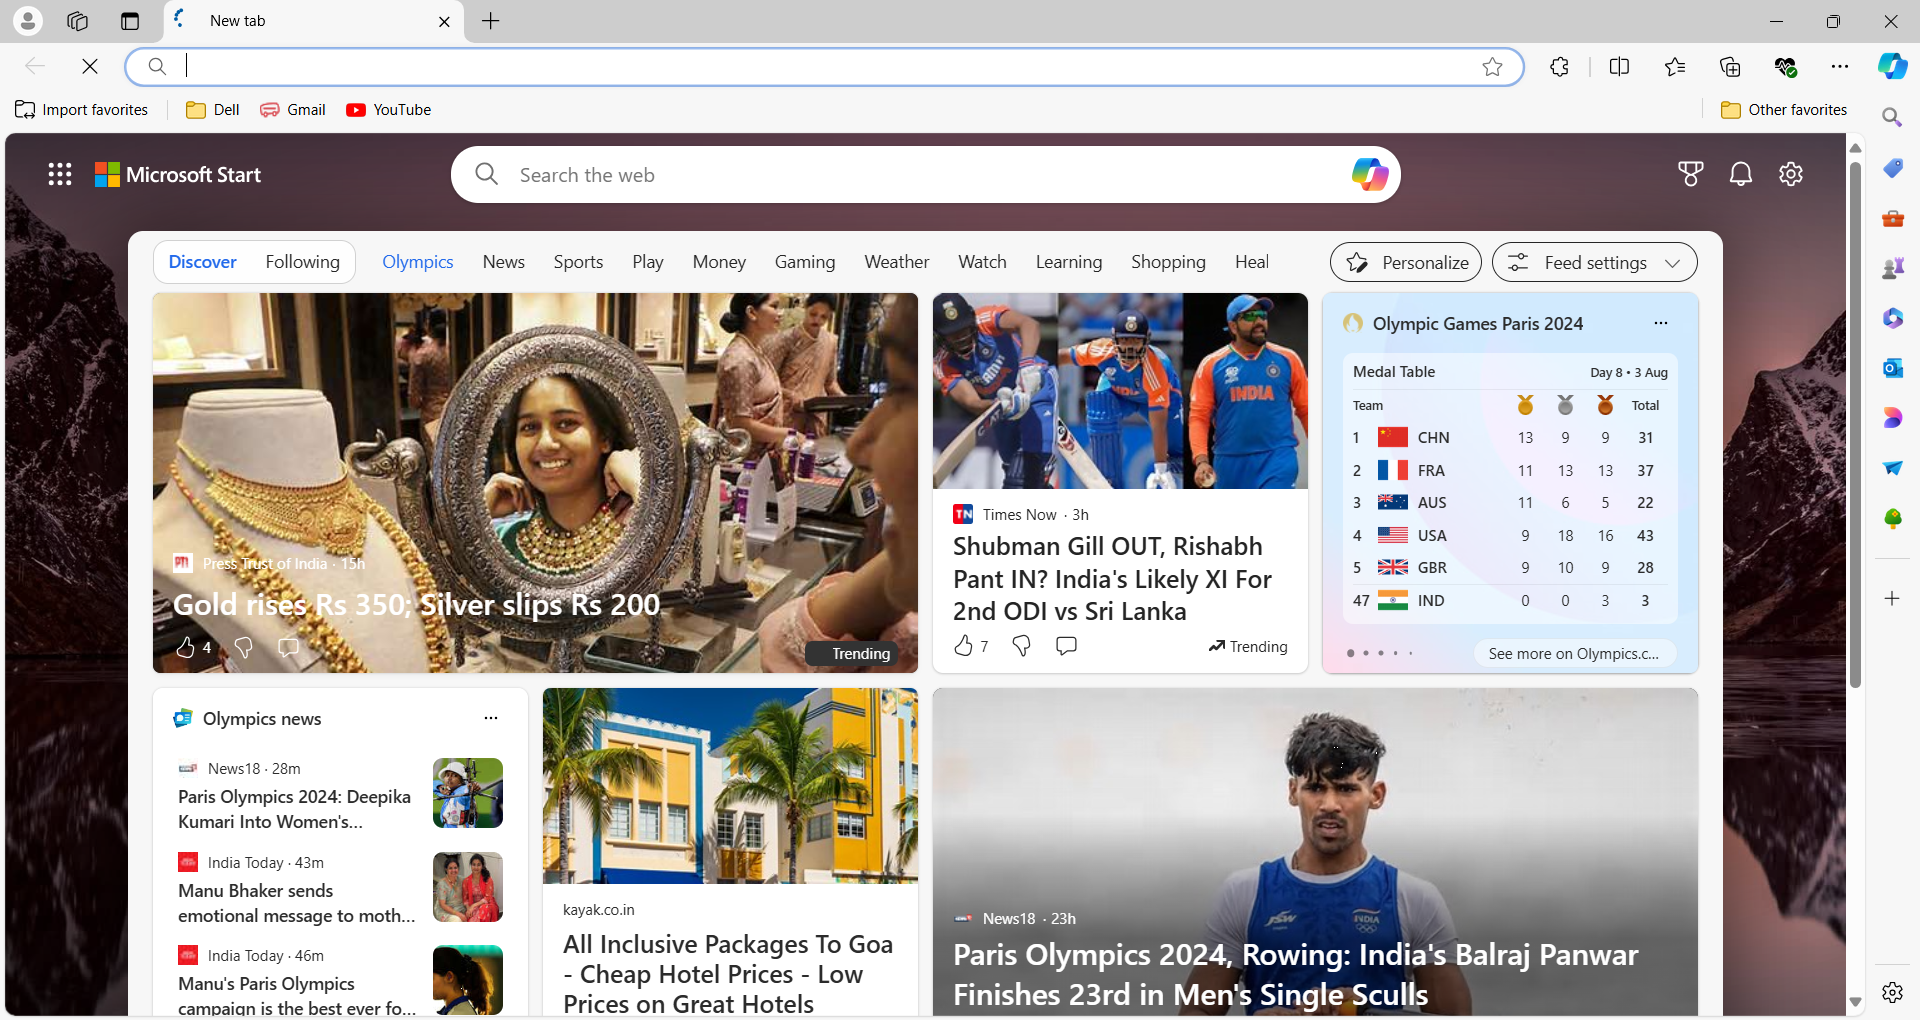 New tab
Import favorites
Dell
Gmail
YouTube
Other favorites
Microsoft Start
Search the web
Discover
Following
Olympics
News
Sports
Play
Money
Gaming
Weather
Watch
Learning
Shopping
Heal
Personalize
Feed settings
PTI
Press Trust of India · 15h
Gold rises Rs 350; Silver slips Rs 200
4
Trending
INDIA
TN
Times Now · 3h
Shubman Gill OUT, Rishabh
Pant IN? India's Likely XI For
2nd ODI vs Sri Lanka
7
Trending
Olympic Games Paris 2024
Medal Table
Day 8 • 3 Aug
Team Total
1 CHN 13 9 9 31
2 FRA 11 13 13 37
3 AUS 11 6 5 22
4 USA 9 18 16 43
5 GBR 9 10 9 28
47 IND 0 0 3 3
See more on Olympics.c...
Olympics news
News18 · 28m
Paris Olympics 2024: Deepika
Kumari Into Women's...
India Today · 43m
Manu Bhaker sends
emotional message to moth...
India Today · 46m
Manu's Paris Olympics
campaign is the best ever fo...
kayak.co.in
All Inclusive Packages To Goa
- Cheap Hotel Prices - Low
Prices on Great Hotels
JSW
INDIA
News18 · 23h
Paris Olympics 2024, Rowing: India's Balraj Panwar
Finishes 23rd in Men's Single Sculls